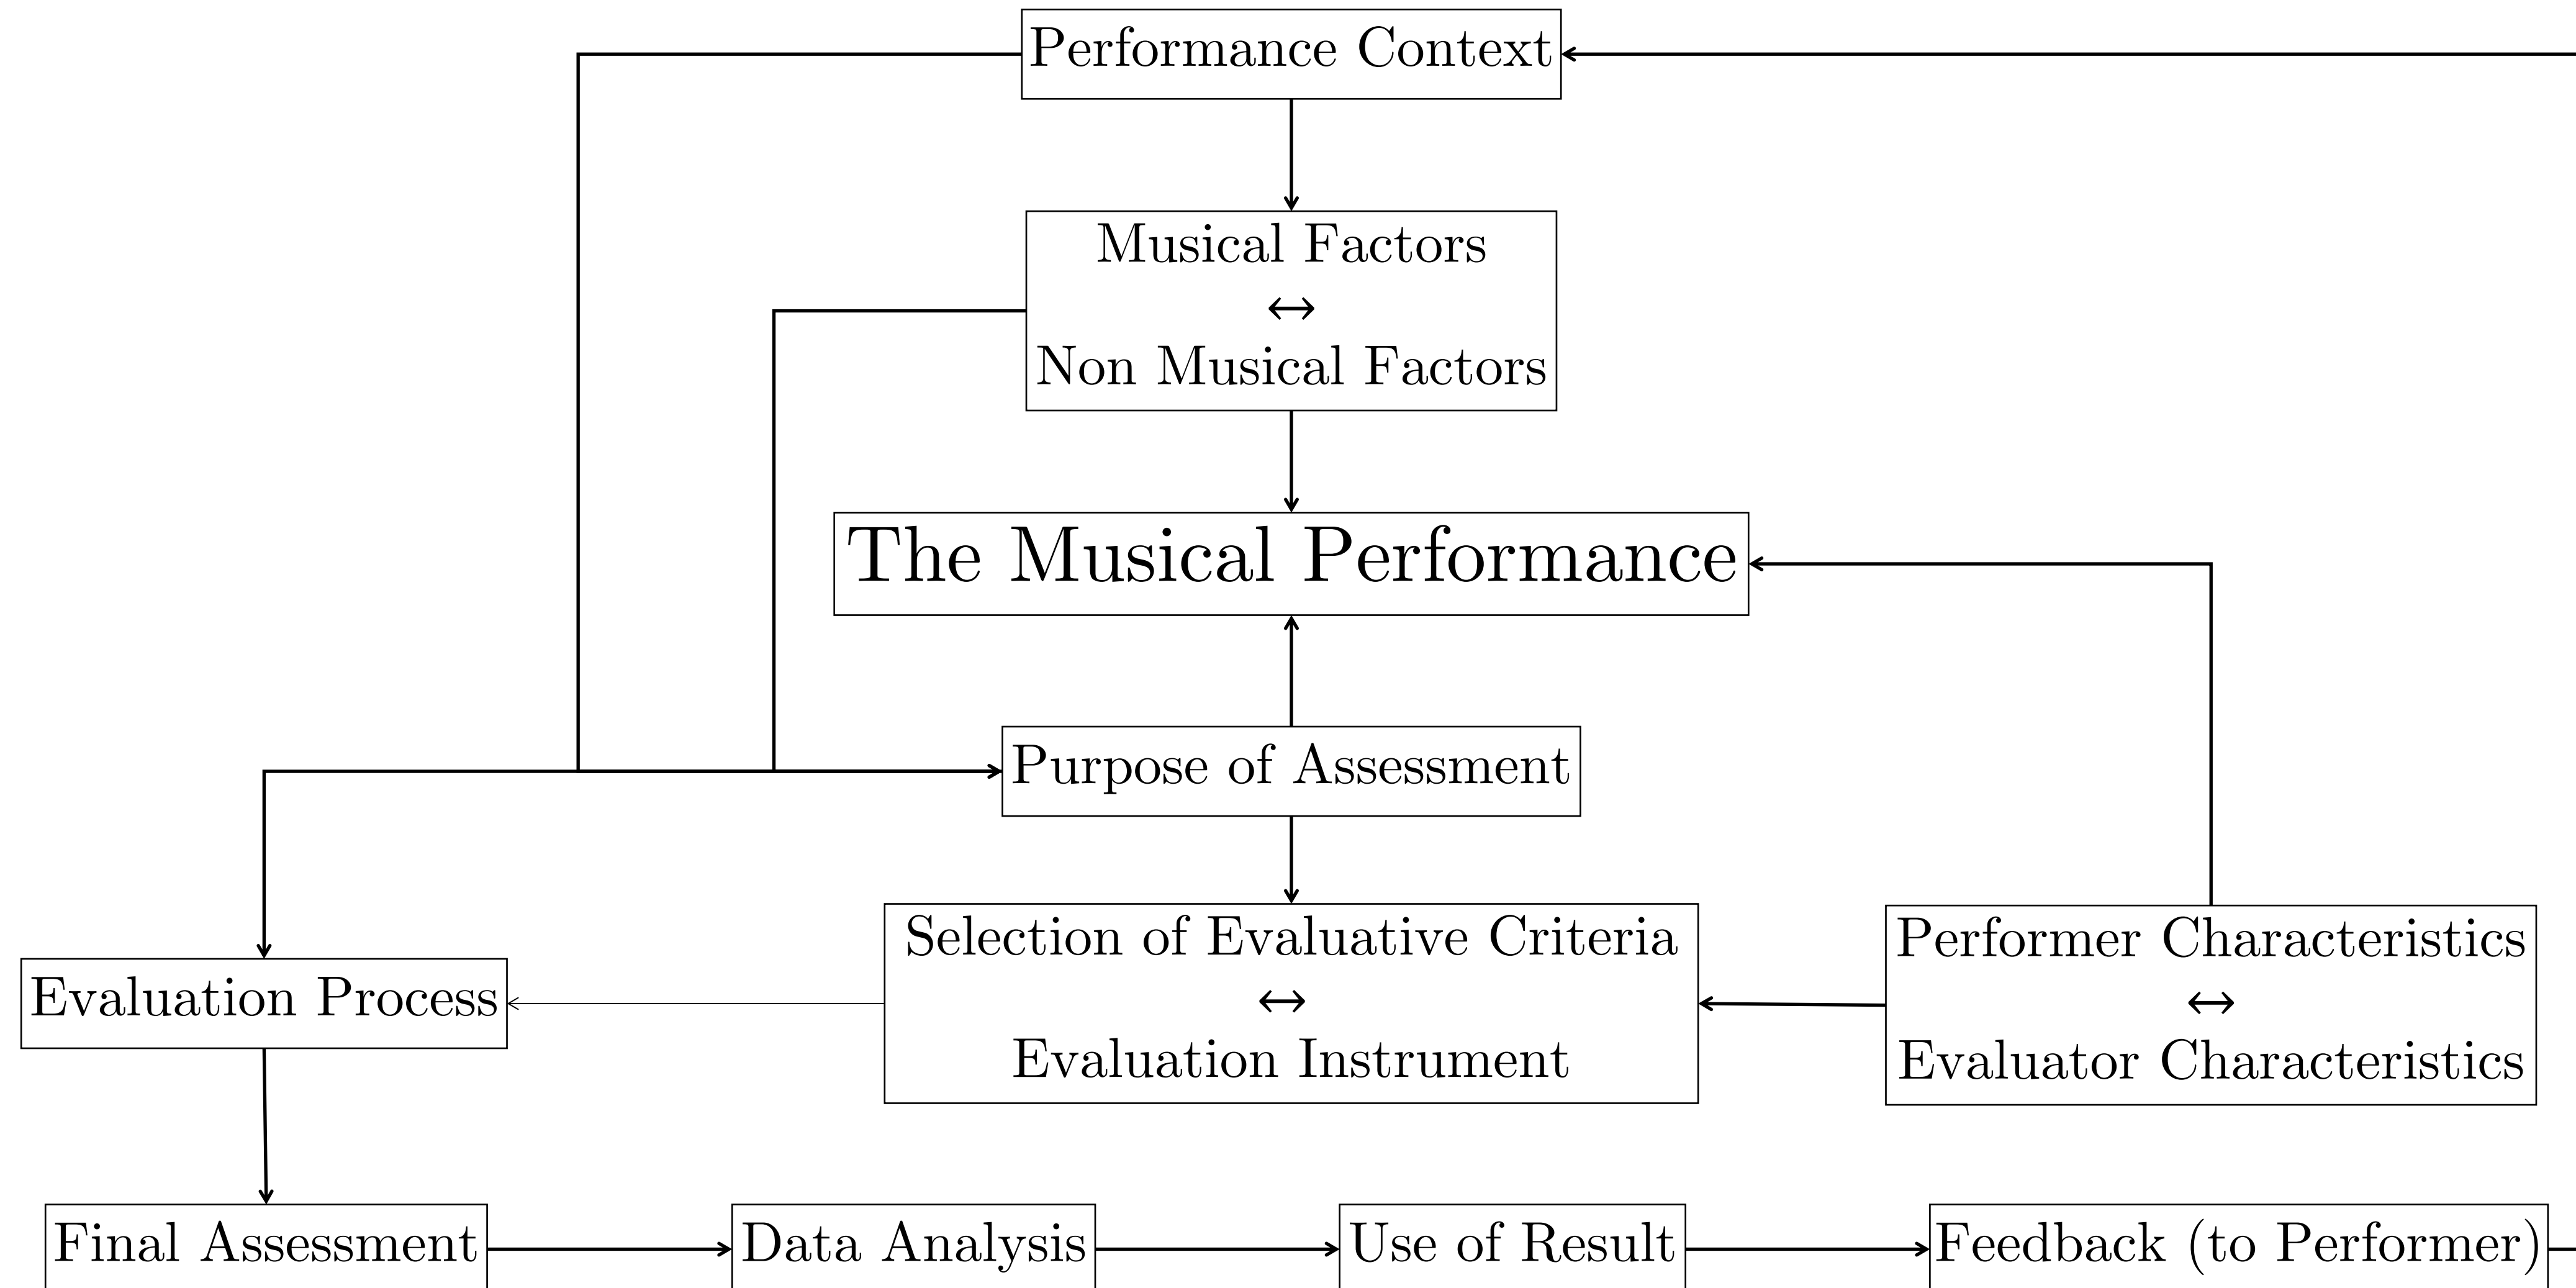 Performance Context
Musical Factors
↔
Non Musical Factors
The Musical Performance
Purpose of Assessment
Selection of Evaluative Criteria
↔
Evaluation Instrument
Performer Characteristics
↔
Evaluator Characteristics
Evaluation Process
Final Assessment
Data Analysis
Use of Result
Feedback (to Performer)